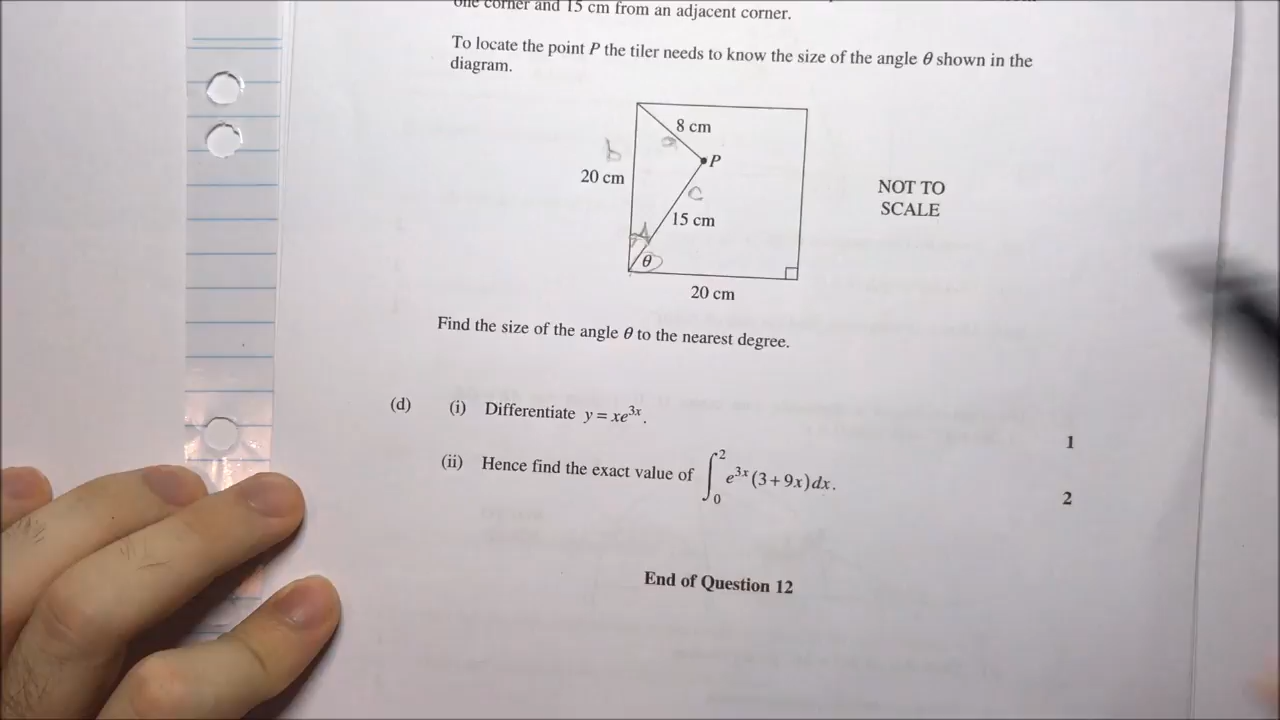 one corner and 15 cm from an adjacent corner.
To locate the point P the tiler needs to know the size of the angle θ shown in the
diagram.
8 cm
a
P
b
20 cm
c
NOT TO
SCALE
15 cm
A
θ
20 cm
Find the size of the angle θ to the nearest degree.
(d) (i) Differentiate y = xe^{3x}.
1
(ii) Hence find the exact value of ∫_0^2 e^{3x}(3+9x)dx.
2
End of Question 12